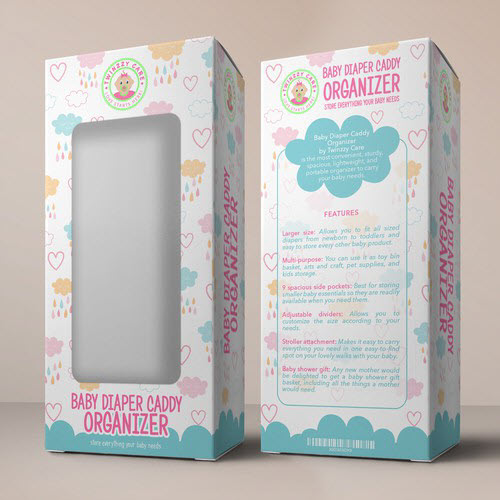 TWINZZY CARE
BABY DIAPER CADDY
ORGANIZER
store everything your baby needs
BABY DIAPER CADDY
ORGANIZER
TWINZZY CARE
BABY DIAPER CADDY
ORGANIZER
STORE EVERYTHING YOUR BABY NEEDS
Baby Diaper Caddy
Organizer
by Twinzzy Care
is the most convenient, sturdy,
spacious, lightweight, and
portable organizer to carry
your baby needs.
FEATURES
Larger size: Allows you to fit all sized
diapers from newborn to toddlers and
easy to store every other baby product.
Multi-purpose: You can use it as toy bin
basket, arts and craft, pet supplies, and
kids storage.
spacious side pockets: Best for storing
smaller baby essentials so they are readily
available when you need them.
Adjustable dividers: Allows you to
customize the size according to your
needs.
Stroller attachment: Makes it easy to carry
everything you need in one easy-to-find
spot on your lovely walks with your baby.
Baby shower gift: Any new mother would
be delighted to get a baby shower gift
basket, including all the things a mother
would need.
BABY DIAPER CADDY
ORGANIZER